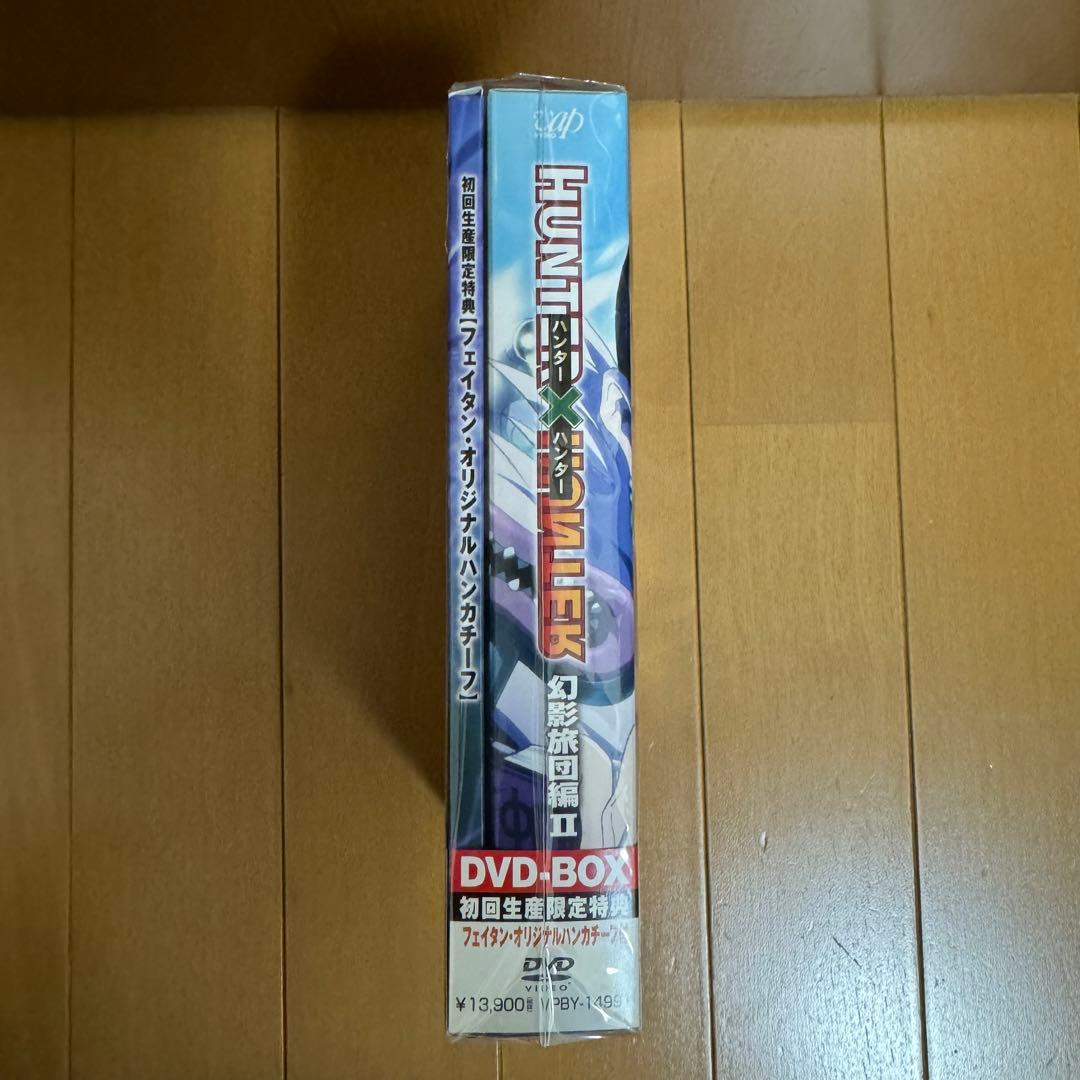 初回生産限定特典【フェイタン・オリジナルハンカチーフ】
vap
VIDEO
HUNTER
ハンター
×
ハンター
HUNTER
幻影旅団編 II
DVD-BOX
初回生産限定特典
フェイタン・オリジナルハンカチーフ
DVD
VIDEO
¥13,900 VPBY-1499